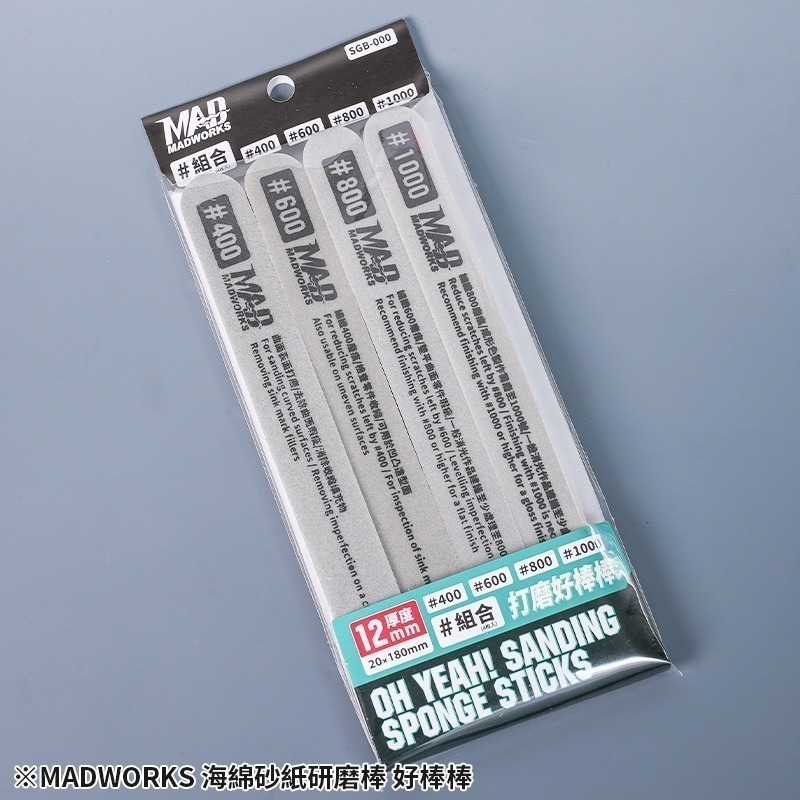 SGB-000
MAD
MADWORKS
#組合
#400 #600 #800 #1000
#400
MAD
MADWORKS
For sanding curved surfaces / Removing imperfection on a
Removing sink mark fillers
#600
MAD
MADWORKS
For reducing scratches left by #400 / For inspection of sink
Also usable on uneven surfaces
#800
MAD
MADWORKS
For reducing scratches left by #600 / Levelling imperfection
Recommend finishing with #800 or higher for a flat finish
#1000
MAD
MADWORKS
Reduce scratches left by #800 / Finishing with #1000 is
Recommend finishing with #1000 or higher for a gloss
#400 #600 #800 #1000
12mm
厚度
20×180mm
#組合
打磨好棒棒
OH YEAH! SANDING
SPONGE STICKS
※MADWORKS 海綿砂紙研磨棒 好棒棒